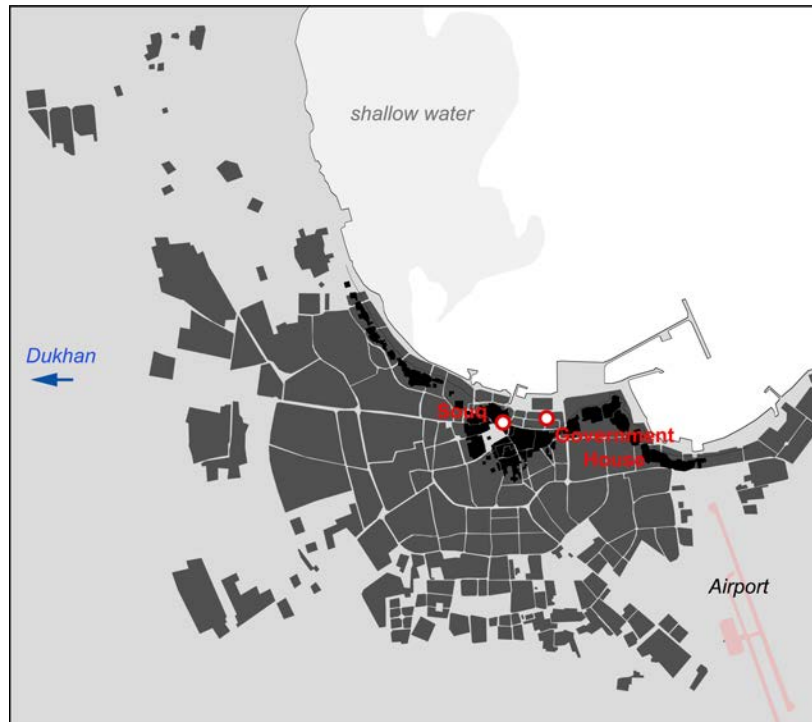 shallow water
Dukhan
Souq
Government
House
Airport